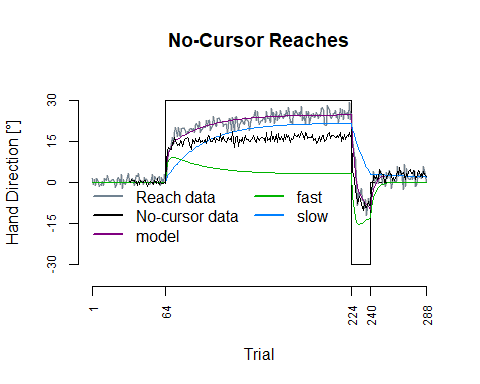 No-Cursor Reaches
Hand Direction [°]
30
15
0
-15
-30
Reach data
No-cursor data
model
fast
slow
1
64
224
240
288
Trial